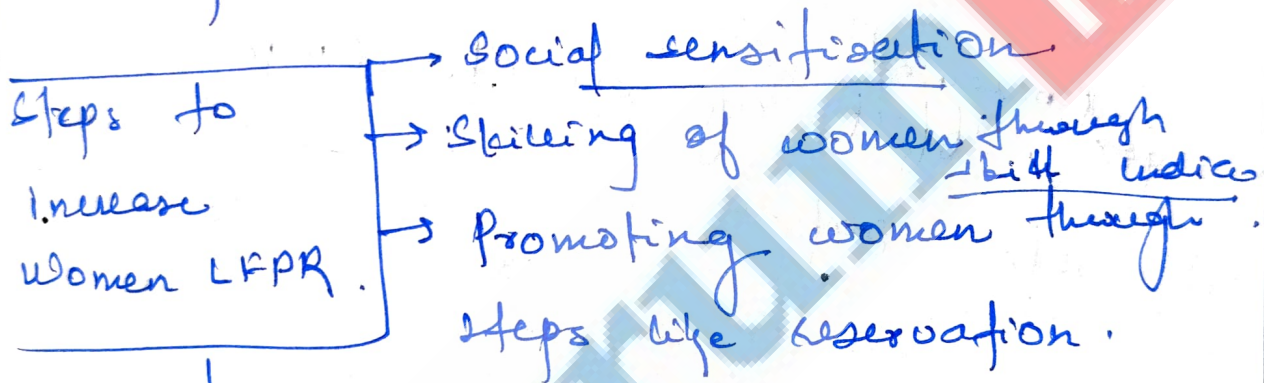 Steps to
Increase
Women LFPR.
→ Social sensitisation.
→ Skilling of women through
skill India.
→ Promoting women through
steps like reservation.